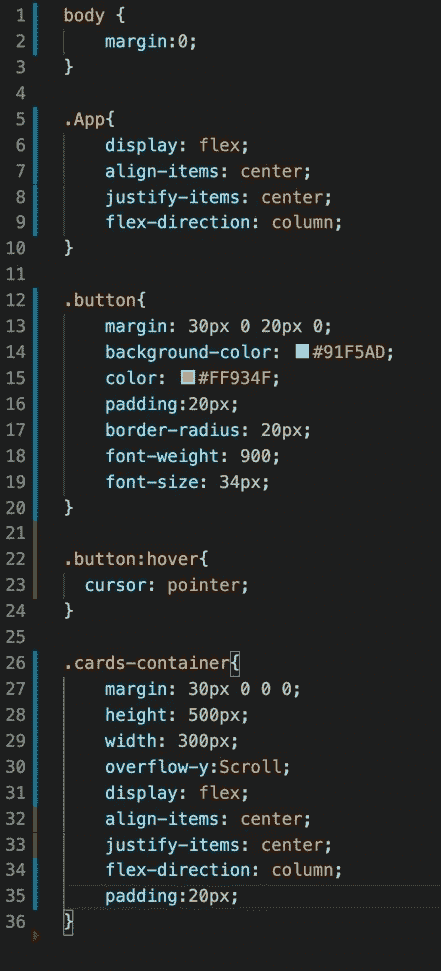 1 body {
2 margin:0;
3 }
4
5 .App{
6 display: flex;
7 align-items: center;
8 justify-items: center;
9 flex-direction: column;
10 }
11
12 .button{
13 margin: 30px 0 20px 0;
14 background-color: #91F5AD;
15 color: #FF934F;
16 padding:20px;
17 border-radius: 20px;
18 font-weight: 900;
19 font-size: 34px;
20 }
21
22 .button:hover{
23 cursor: pointer;
24 }
25
26 .cards-container{
27 margin: 30px 0 0 0;
28 height: 500px;
29 width: 300px;
30 overflow-y:Scroll;
31 display: flex;
32 align-items: center;
33 justify-items: center;
34 flex-direction: column;
35 padding:20px;
36 }